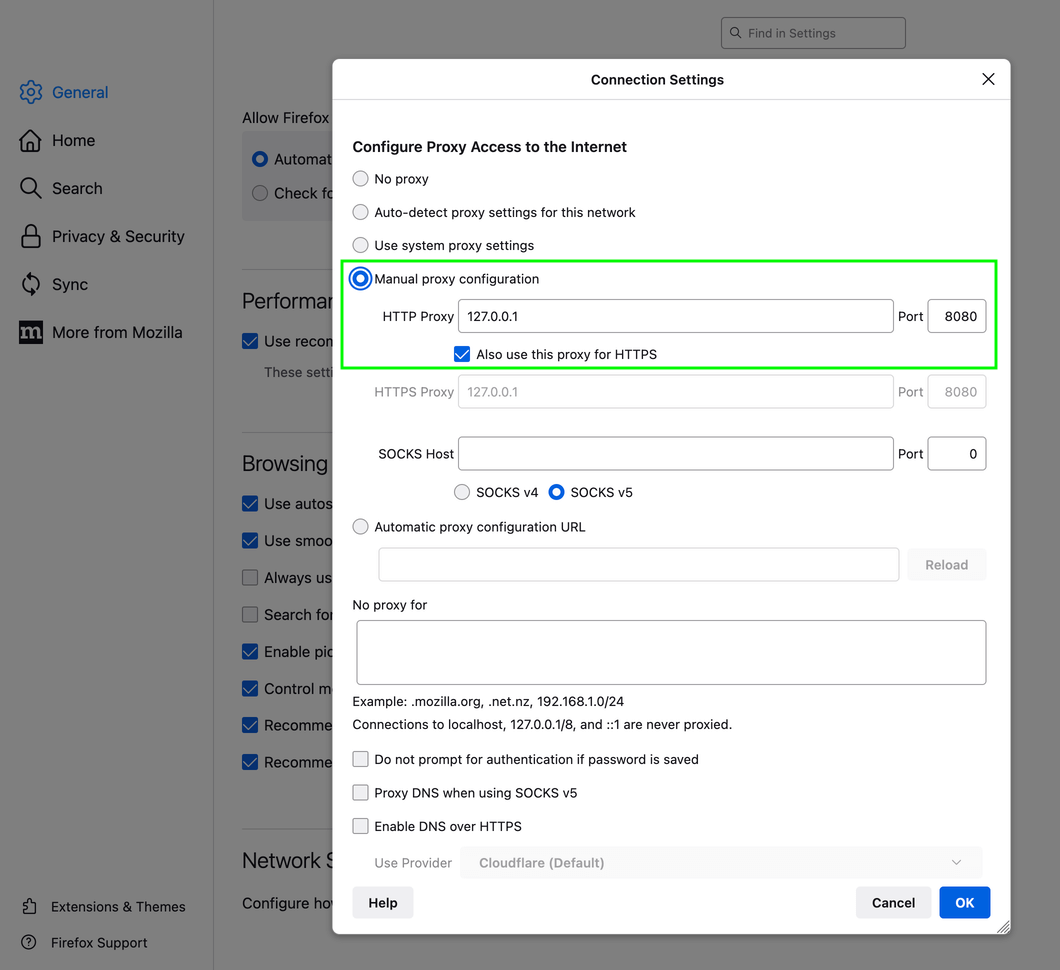 Find in Settings
General
Home
Search
Privacy & Security
Sync
m More from Mozilla
Extensions & Themes
Firefox Support
Allow Firefox
Automat
Check fo
Performan
Use recon
These setti
Browsing
Use autos
Use smoo
Always us
Search for
Enable pic
Control m
Recomme
Recomme
Network S
Configure how
Connection Settings
Configure Proxy Access to the Internet
No proxy
Auto-detect proxy settings for this network
Use system proxy settings
Manual proxy configuration
HTTP Proxy 127.0.0.1 Port 8080
Also use this proxy for HTTPS
HTTPS Proxy 127.0.0.1 Port 8080
SOCKS Host Port 0
SOCKS v4 SOCKS v5
Automatic proxy configuration URL
Reload
No proxy for
Example: .mozilla.org, .net.nz, 192.168.1.0/24
Connections to localhost, 127.0.0.1/8, and ::1 are never proxied.
Do not prompt for authentication if password is saved
Proxy DNS when using SOCKS v5
Enable DNS over HTTPS
Use Provider Cloudflare (Default)
Help Cancel OK